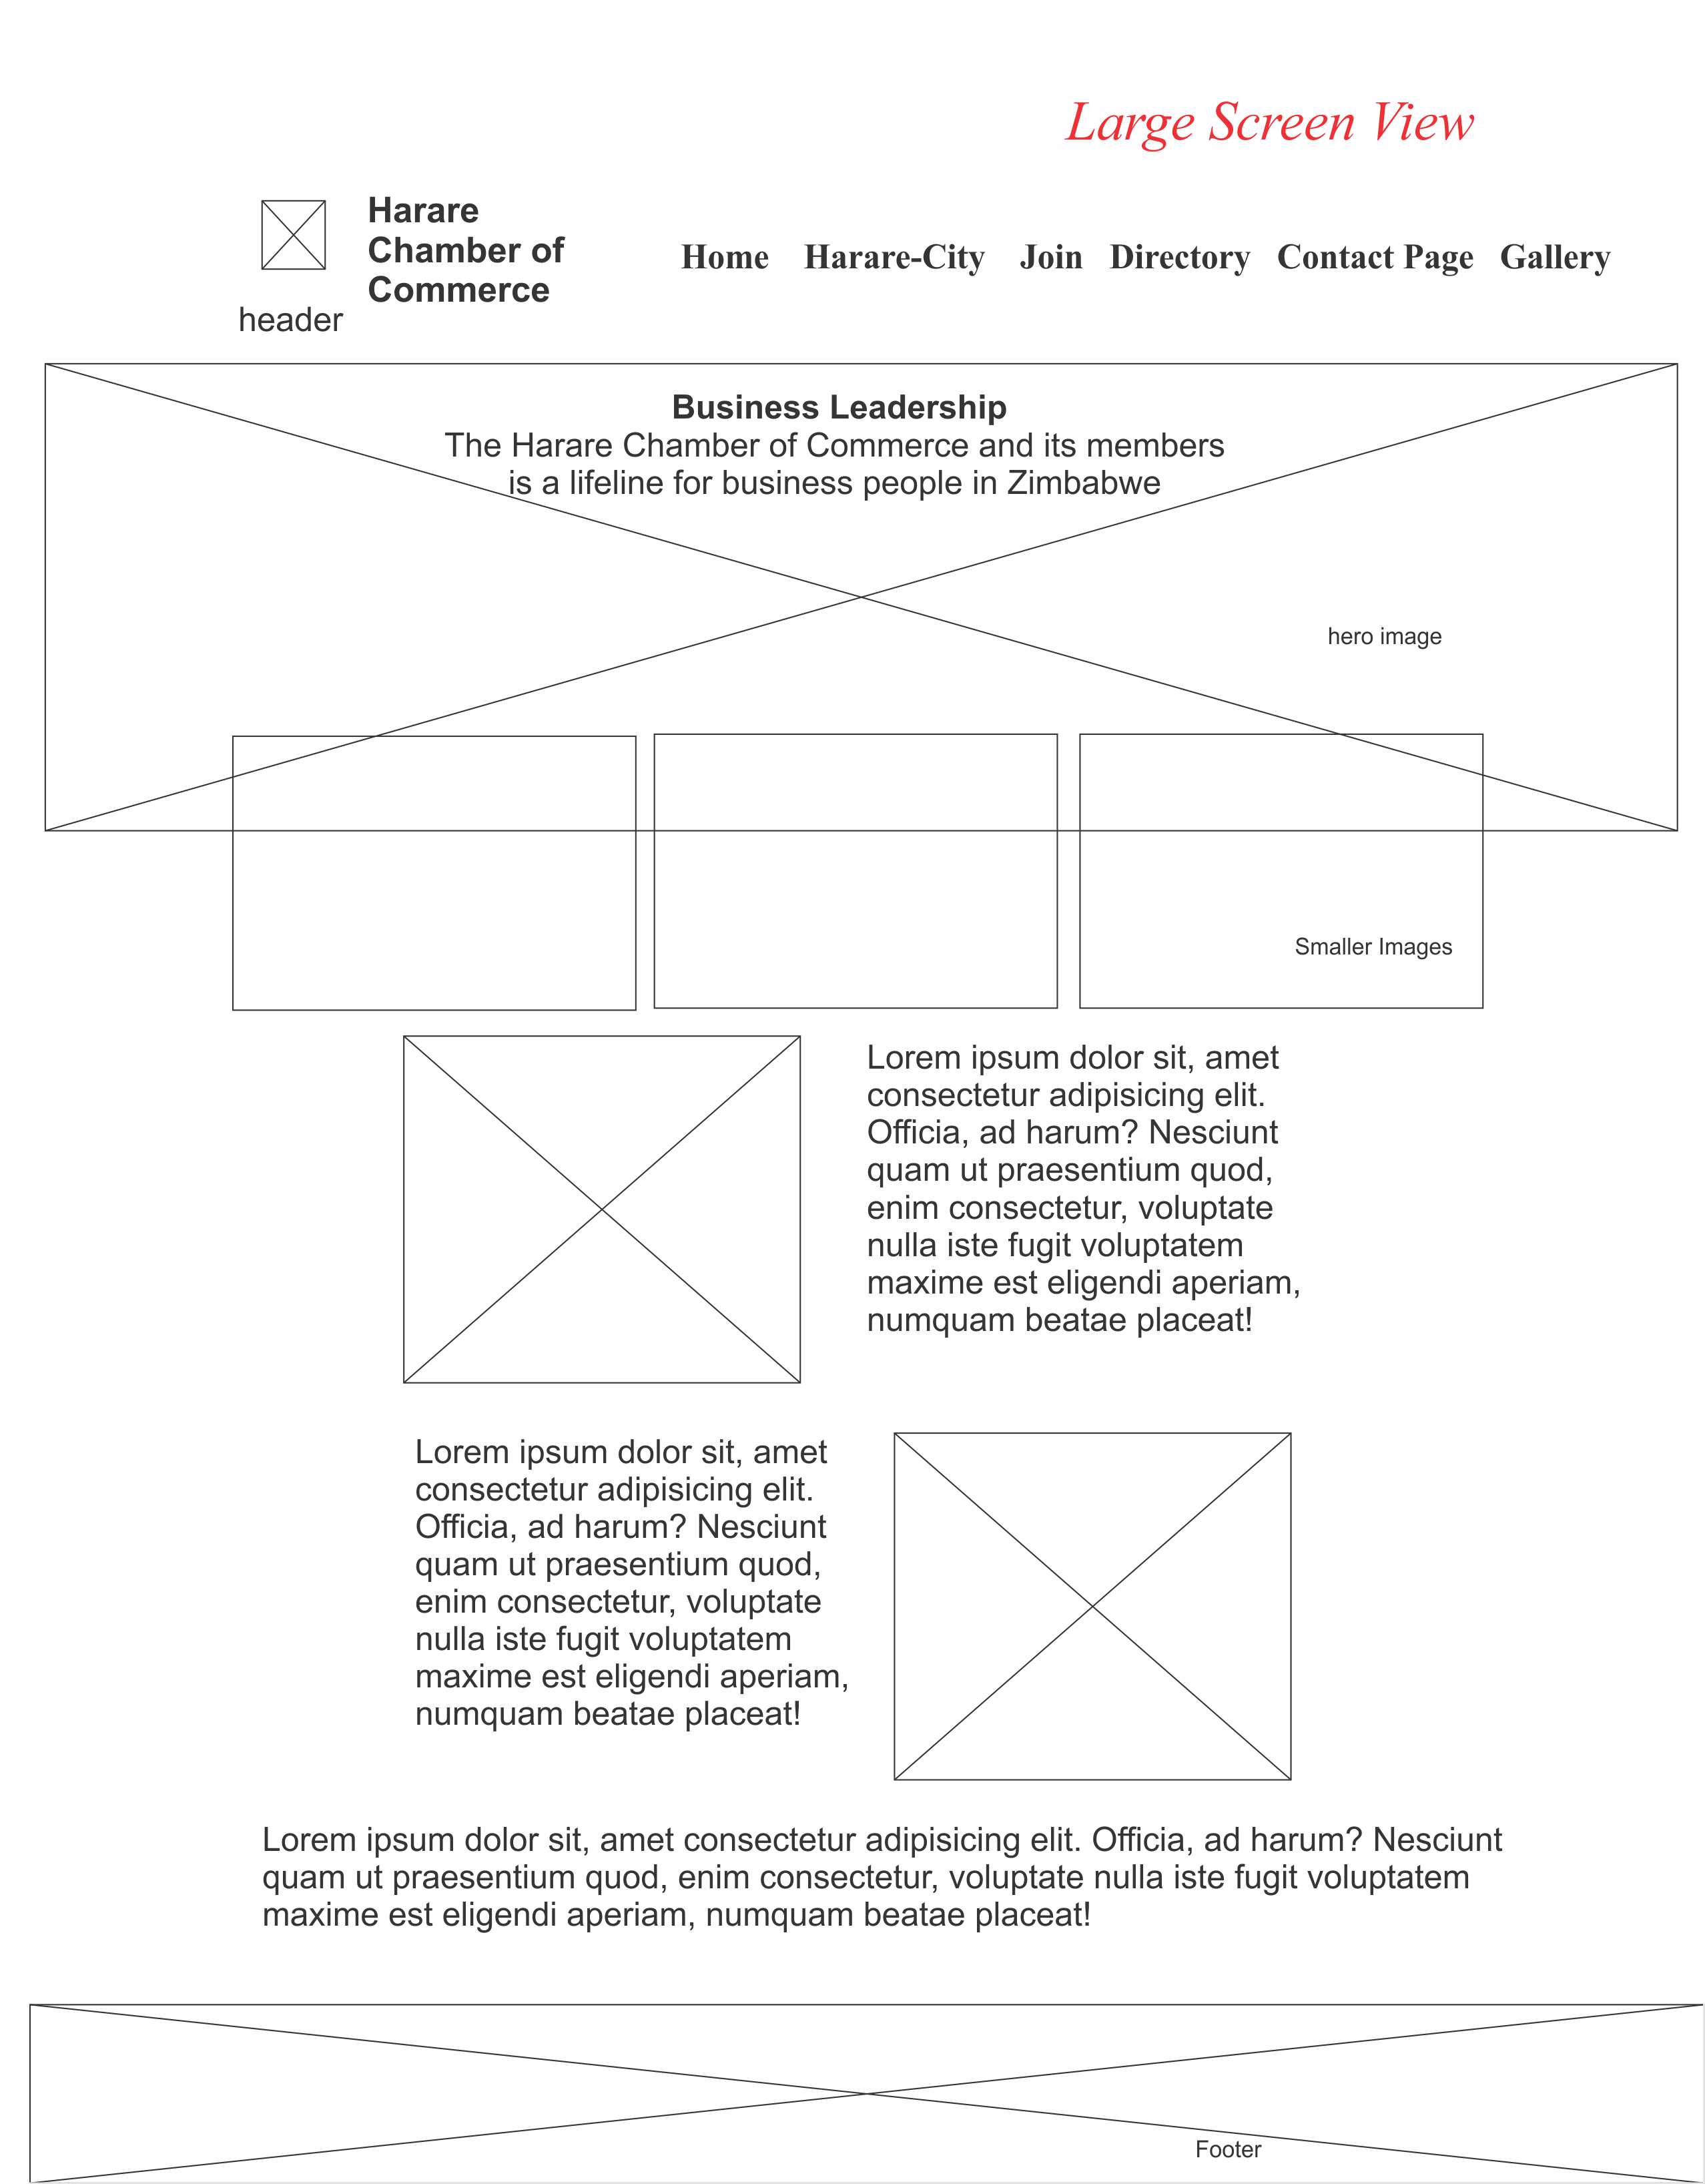 Large Screen View
Harare
Chamber of
Commerce
header
Home Harare-City Join Directory Contact Page Gallery
Business Leadership
The Harare Chamber of Commerce and its members
is a lifeline for business people in Zimbabwe
hero image
Smaller Images
Lorem ipsum dolor sit, amet
consectetur adipisicing elit.
Officia, ad harum? Nesciunt
quam ut praesentium quod,
enim consectetur, voluptate
nulla iste fugit voluptatem
maxime est eligendi aperiam,
numquam beatae placeat!
Lorem ipsum dolor sit, amet
consectetur adipisicing elit.
Officia, ad harum? Nesciunt
quam ut praesentium quod,
enim consectetur, voluptate
nulla iste fugit voluptatem
maxime est eligendi aperiam,
numquam beatae placeat!
Lorem ipsum dolor sit, amet consectetur adipisicing elit. Officia, ad harum? Nesciunt
quam ut praesentium quod, enim consectetur, voluptate nulla iste fugit voluptatem
maxime est eligendi aperiam, numquam beatae placeat!
Footer